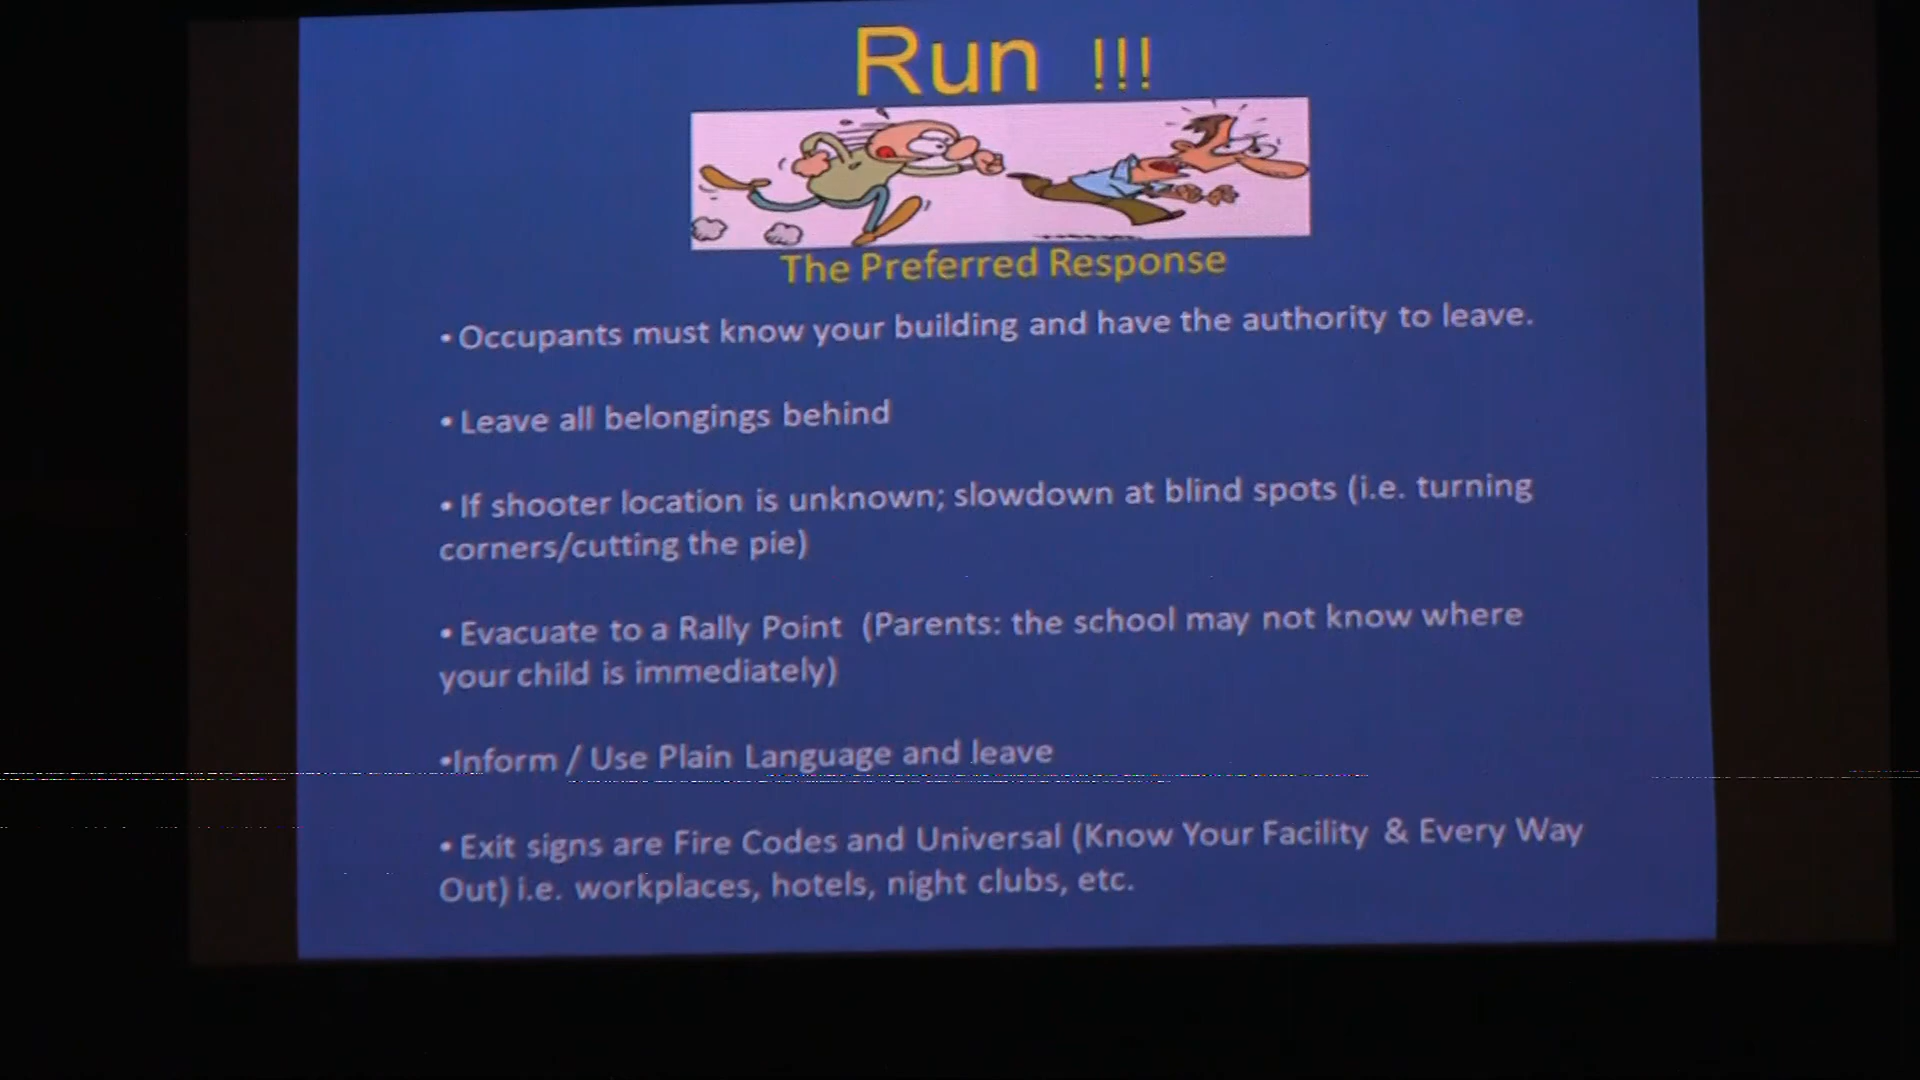 Run !!!
The Preferred Response
• Occupants must know your building and have the authority to leave.
• Leave all belongings behind
• If shooter location is unknown; slowdown at blind spots (i.e. turning
corners/cutting the pie)
• Evacuate to a Rally Point (Parents: the school may not know where
your child is immediately)
•Inform / Use Plain Language and leave
• Exit signs are Fire Codes and Universal (Know Your Facility & Every Way
Out) i.e. workplaces, hotels, night clubs, etc.